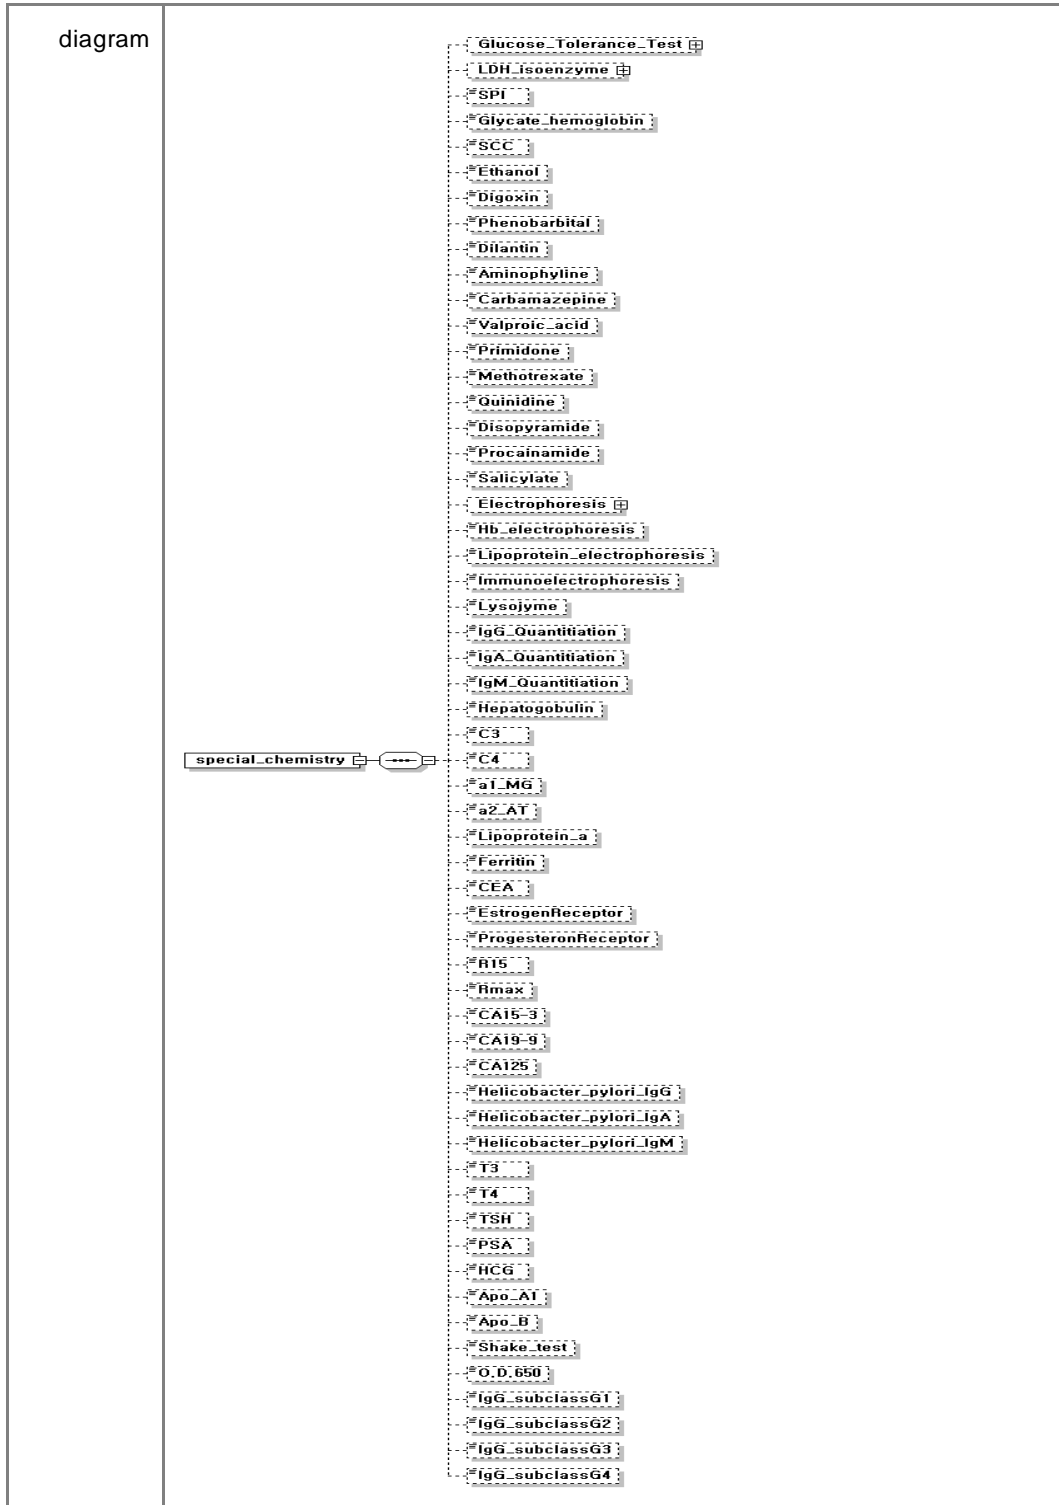 diagram
Glucose_Tolerance_Test
LDH_isoenzyme
SPI
Glycate_hemoglobin
SCC
Ethanol
Digoxin
Phenobarbital
Dilantin
Aminophyline
Carbamazepine
Valproic_acid
Primidone
Methotrexate
Quinidine
Disopyramide
Procainamide
Salicylate
Electrophoresis
Hb_electrophoresis
Lipoprotein_electrophoresis
Immunoelectrophoresis
Lysojyme
IgG_Quantitiation
IgA_Quantitiation
IgM_Quantitiation
Hepatogobulin
C3
special_chemistry
C4
a1_MG
a2_AT
Lipoprotein_a
Ferritin
CEA
EstrogenReceptor
ProgesteronReceptor
R15
Rmax
CA15-3
CA19-9
CA125
Helicobacter_pylori_IgG
Helicobacter_pylori_IgA
Helicobacter_pylori_IgM
T3
T4
TSH
PSA
HCG
Apo_A1
Apo_B
Shake_test
O.D.650
IgG_subclassG1
IgG_subclassG2
IgG_subclassG3
IgG_subclassG4